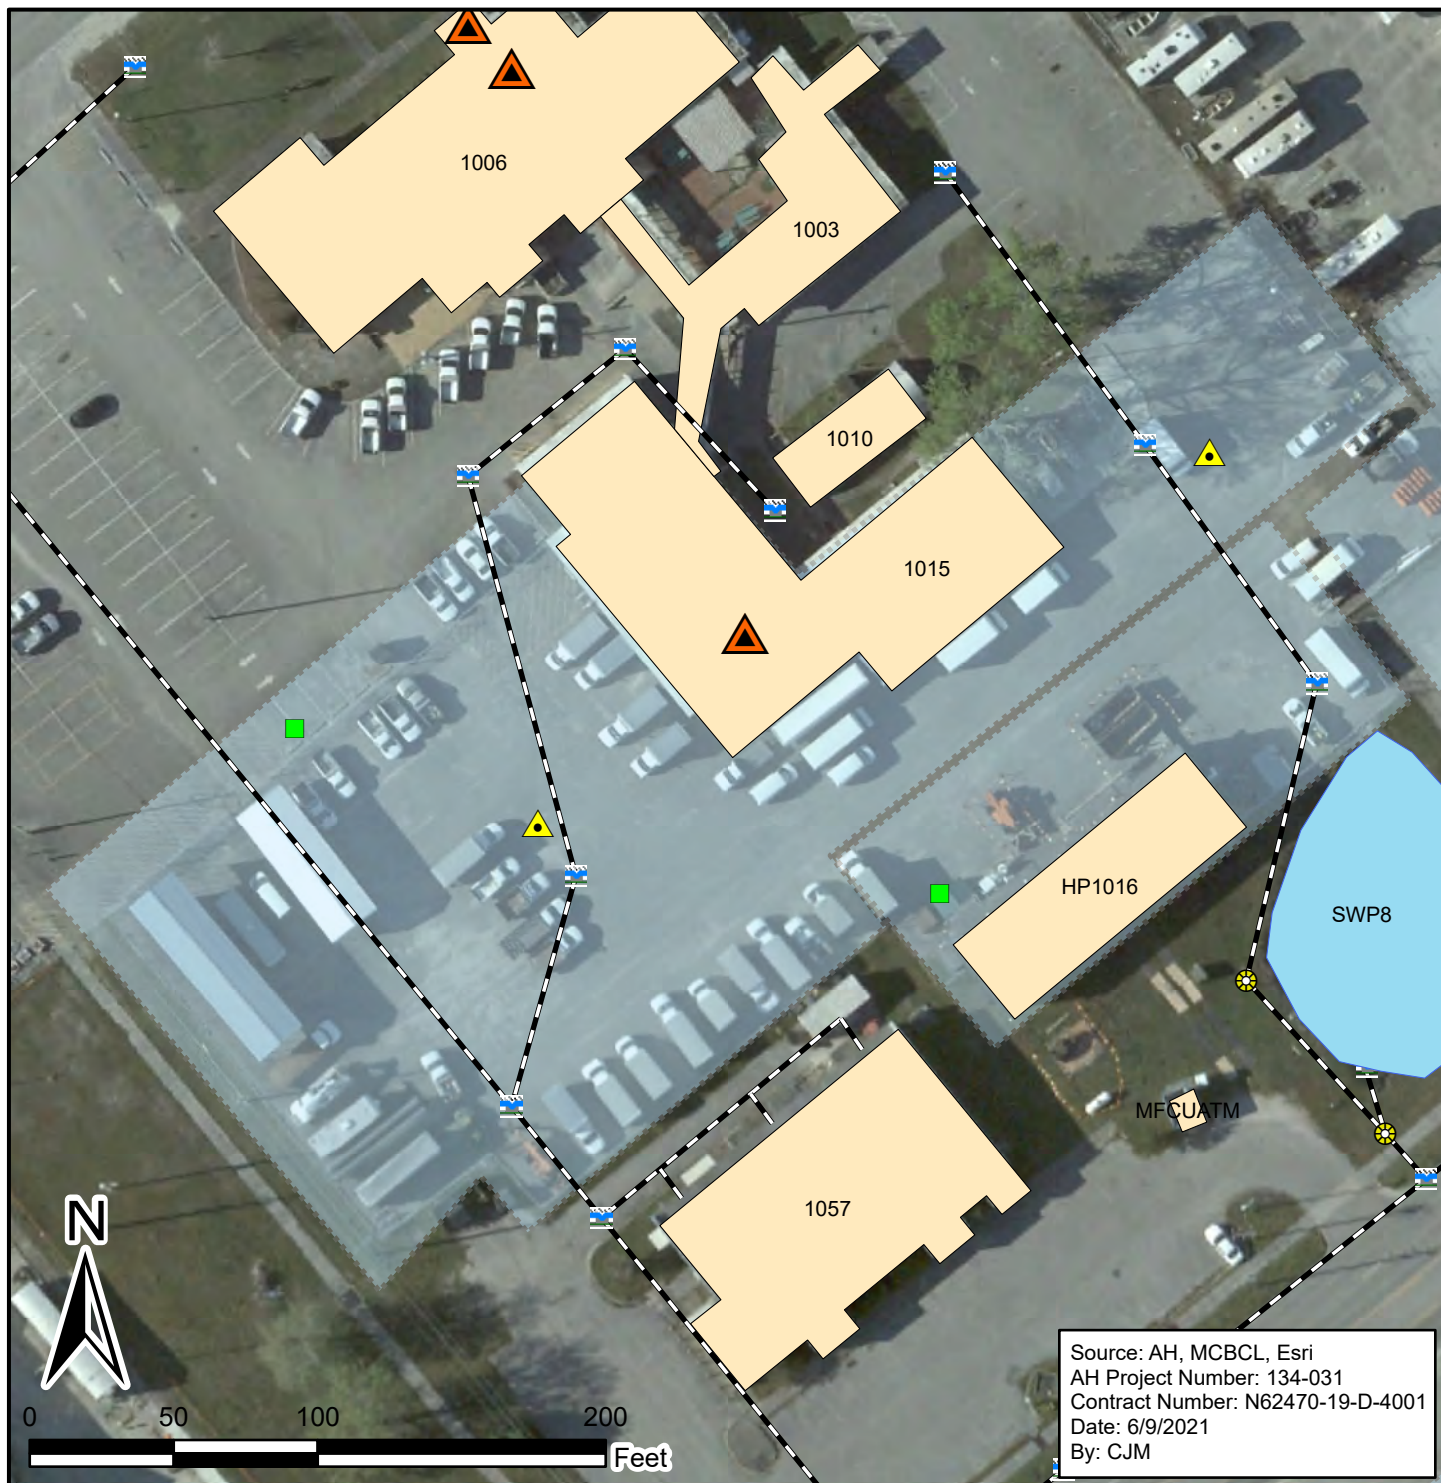 1006
1003
1010
1015
HP1016
SWP8
MFCUATM
1057
N
0 50 100 200
Feet
Source: AH, MCBCL, Esri
AH Project Number: 134-031
Contract Number: N62470-19-D-4001
Date: 6/9/2021
By: CJM